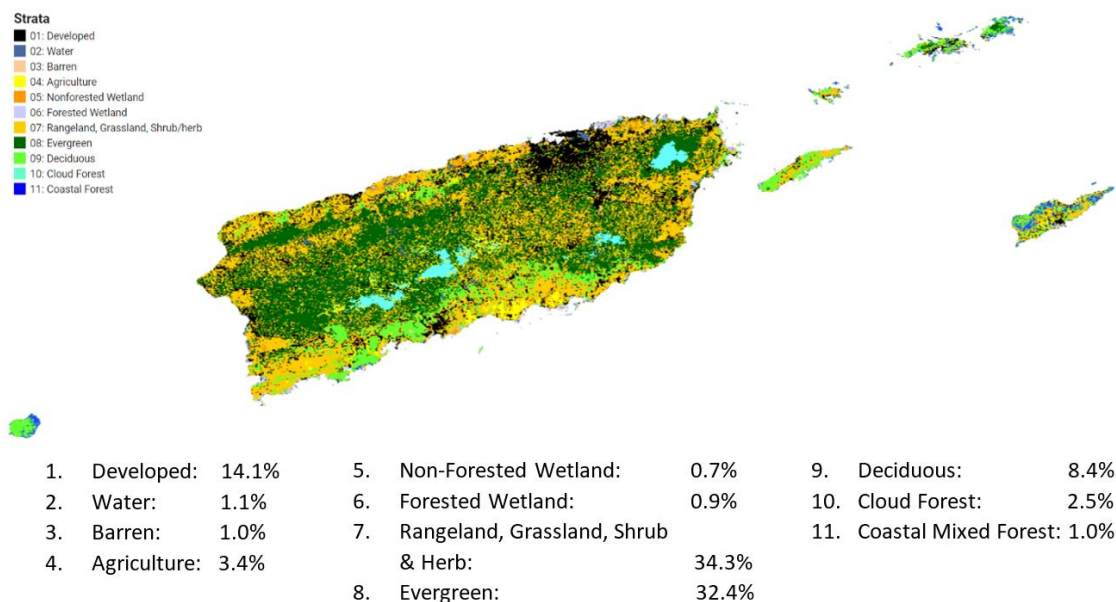 Strata
01: Developed
02: Water
03: Barren
04: Agriculture
05: Nonforested Wetland
06: Forested Wetland
07: Rangeland, Grassland, Shrub/herb
08: Evergreen
09: Deciduous
10: Cloud Forest
11: Coastal Forest
1. Developed: 14.1%
2. Water: 1.1%
3. Barren: 1.0%
4. Agriculture: 3.4%
5. Non-Forested Wetland: 0.7%
6. Forested Wetland: 0.9%
7. Rangeland, Grassland, Shrub
& Herb: 34.3%
8. Evergreen: 32.4%
9. Deciduous: 8.4%
10. Cloud Forest: 2.5%
11. Coastal Mixed Forest: 1.0%